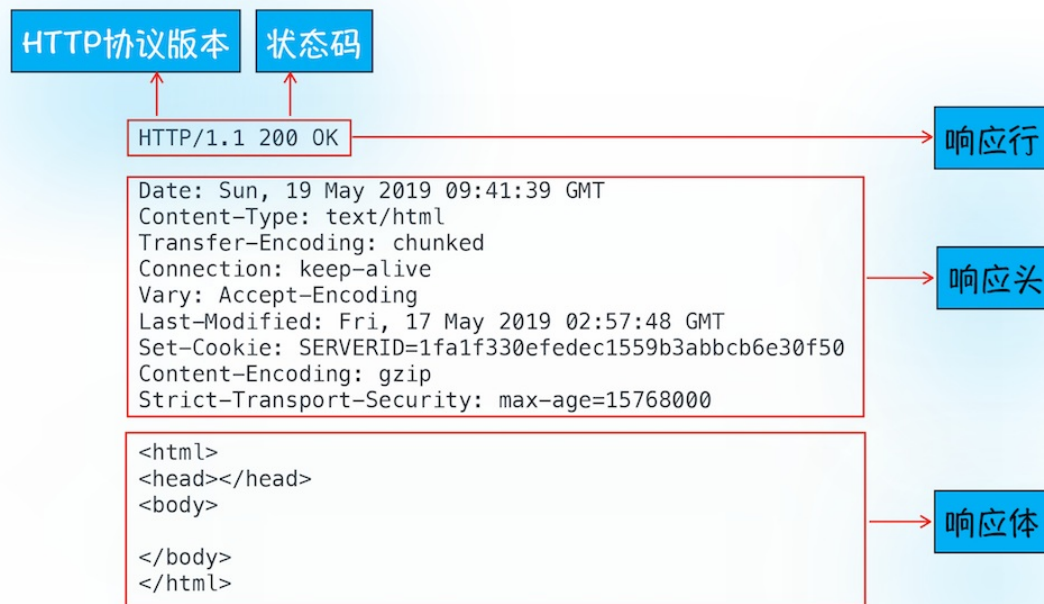 HTTP协议版本
状态码
HTTP/1.1 200 OK
响应行
Date: Sun, 19 May 2019 09:41:39 GMT
Content-Type: text/html
Transfer-Encoding: chunked
Connection: keep-alive
Vary: Accept-Encoding
Last-Modified: Fri, 17 May 2019 02:57:48 GMT
Set-Cookie: SERVERID=1fa1f330efedec1559b3abbcb6e30f50
Content-Encoding: gzip
Strict-Transport-Security: max-age=15768000
响应头
<html>
<head></head>
<body>
</body>
</html>
响应体